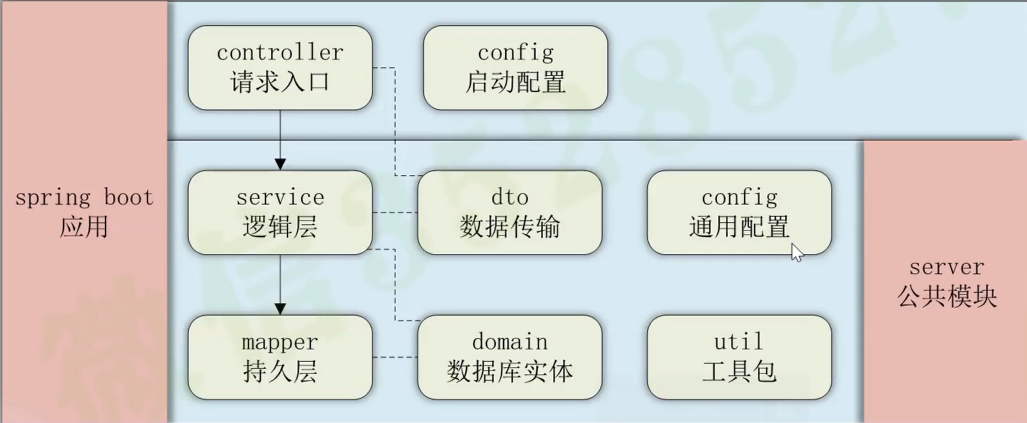 controller
请求入口
config
启动配置
spring boot
应用
service
逻辑层
dto
数据传输
config
通用配置
server
公共模块
mapper
持久层
domain
数据库实体
util
工具包